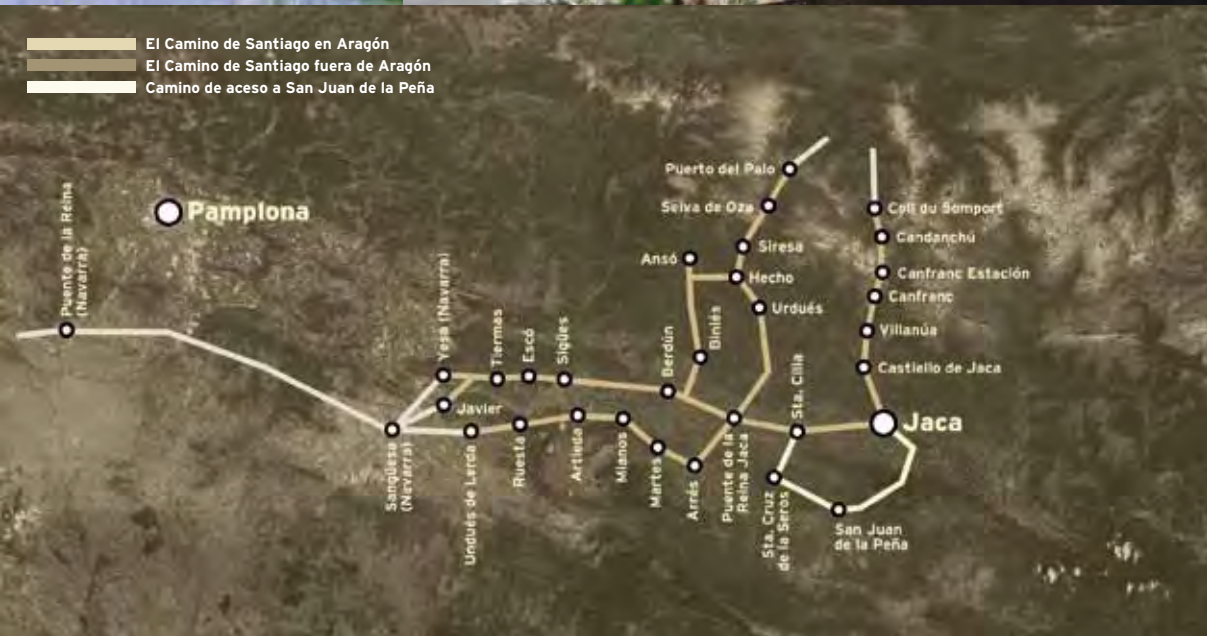 El Camino de Santiago en Aragón
El Camino de Santiago fuera de Aragón
Camino de aceso a San Juan de la Peña
Puente de la Reina
(Navarra)
Pamplona
Puerto del Palo
Selva de Oza
Siresa
Ansó
Hecho
Urdués
Coll du Somport
Candanchú
Canfranc Estación
Canfranc
Villanúa
Castiello de Jaca
Jaca
Yesa (Navarra)
Tiermas
Escó
Sigües
Berdún
Biniés
Sta. Cilia
Javier
Sangüesa
(Navarra)
Undués de Lerda
Ruesta
Artieda
Mianos
Martes
Arrés
Puente de la
Reina Jaca
Sta. Cruz
de la Seros
San Juan
de la Peña